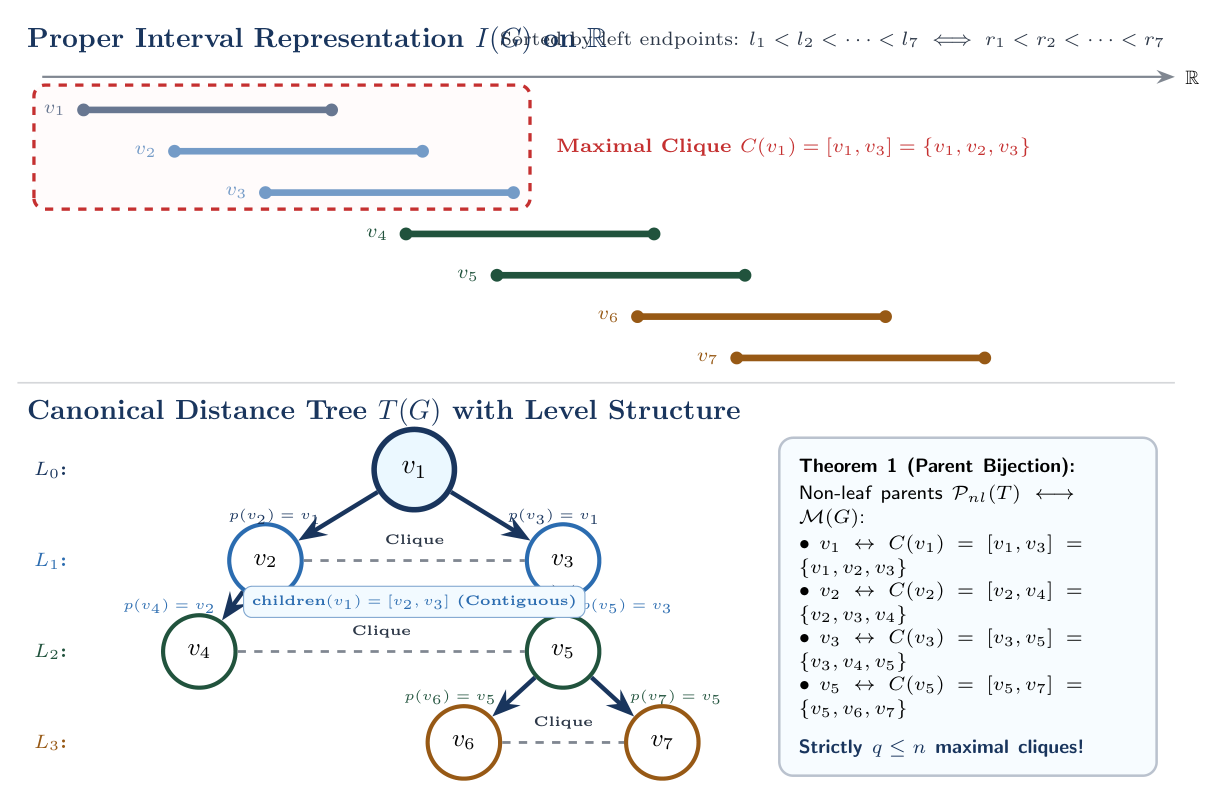 Proper Interval Representation I(G) on ℝ
Sorted by left endpoints: l₁ < l₂ < ··· < l₇ ⟺ r₁ < r₂ < ··· < r₇
ℝ
v₁
v₂
Maximal Clique C(v₁) = [v₁, v₃] = {v₁, v₂, v₃}
v₃
v₄
v₅
v₆
v₇
Canonical Distance Tree T(G) with Level Structure
L₀:
v₁
p(v₂) = v₁
p(v₃) = v₁
L₁:
v₂
Clique
v₃
children(v₁) = [v₂, v₃] (Contiguous)
p(v₄) = v₂
p(v₅) = v₃
L₂:
v₄
Clique
v₅
p(v₆) = v₅
p(v₇) = v₅
L₃:
v₆
Clique
v₇
Theorem 1 (Parent Bijection):
Non-leaf parents 𝒫ₙₗ(T) ⟷
ℳ(G):
• v₁ ↔ C(v₁) = [v₁, v₃] =
{v₁, v₂, v₃}
• v₂ ↔ C(v₂) = [v₂, v₄] =
{v₂, v₃, v₄}
• v₃ ↔ C(v₃) = [v₃, v₅] =
{v₃, v₄, v₅}
• v₅ ↔ C(v₅) = [v₅, v₇] =
{v₅, v₆, v₇}
Strictly q ≤ n maximal cliques!